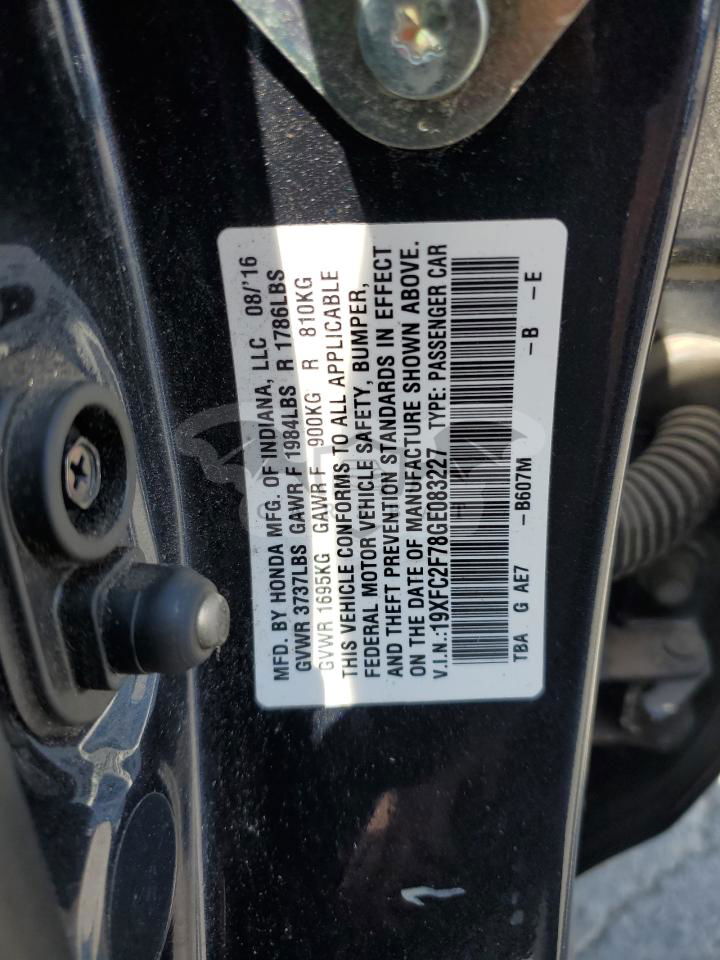 MFD. BY HONDA MFG. OF INDIANA, LLC 08/'16
GVWR 3737LBS GAWR F 1984LBS R 1786LBS
GVWR 1695KG GAWR F 900KG R 810KG
THIS VEHICLE CONFORMS TO ALL APPLICABLE
FEDERAL MOTOR VEHICLE SAFETY, BUMPER,
AND THEFT PREVENTION STANDARDS IN EFFECT
ON THE DATE OF MANUFACTURE SHOWN ABOVE.
V.I.N.:19XFC2F78GE083227 TYPE: PASSENGER CAR
TBA G AE7 -B607M -B -E